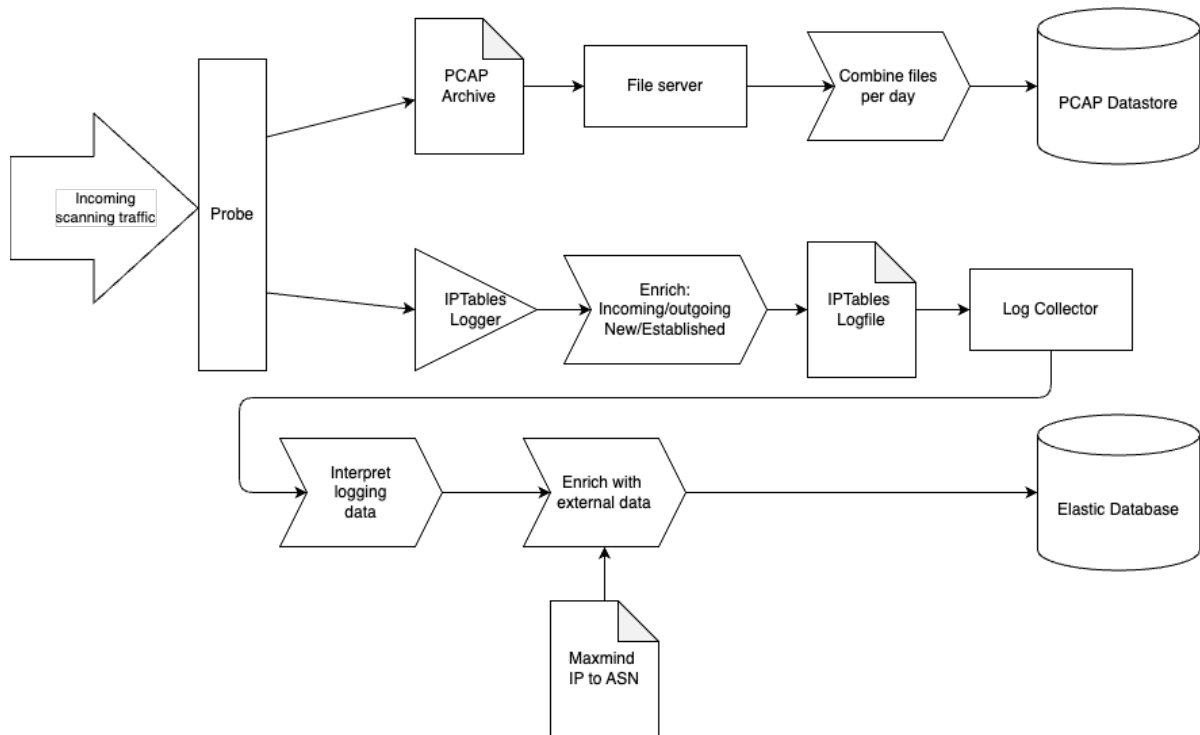 PCAP
Archive
File server
Combine files
per day
PCAP Datastore
Incoming
scanning traffic
Probe
IPTables
Logger
Enrich:
Incoming/outgoing
New/Established
IPTables
Logfile
Log Collector
Interpret
logging
data
Enrich with
external data
Elastic Database
Maxmind
IP to ASN